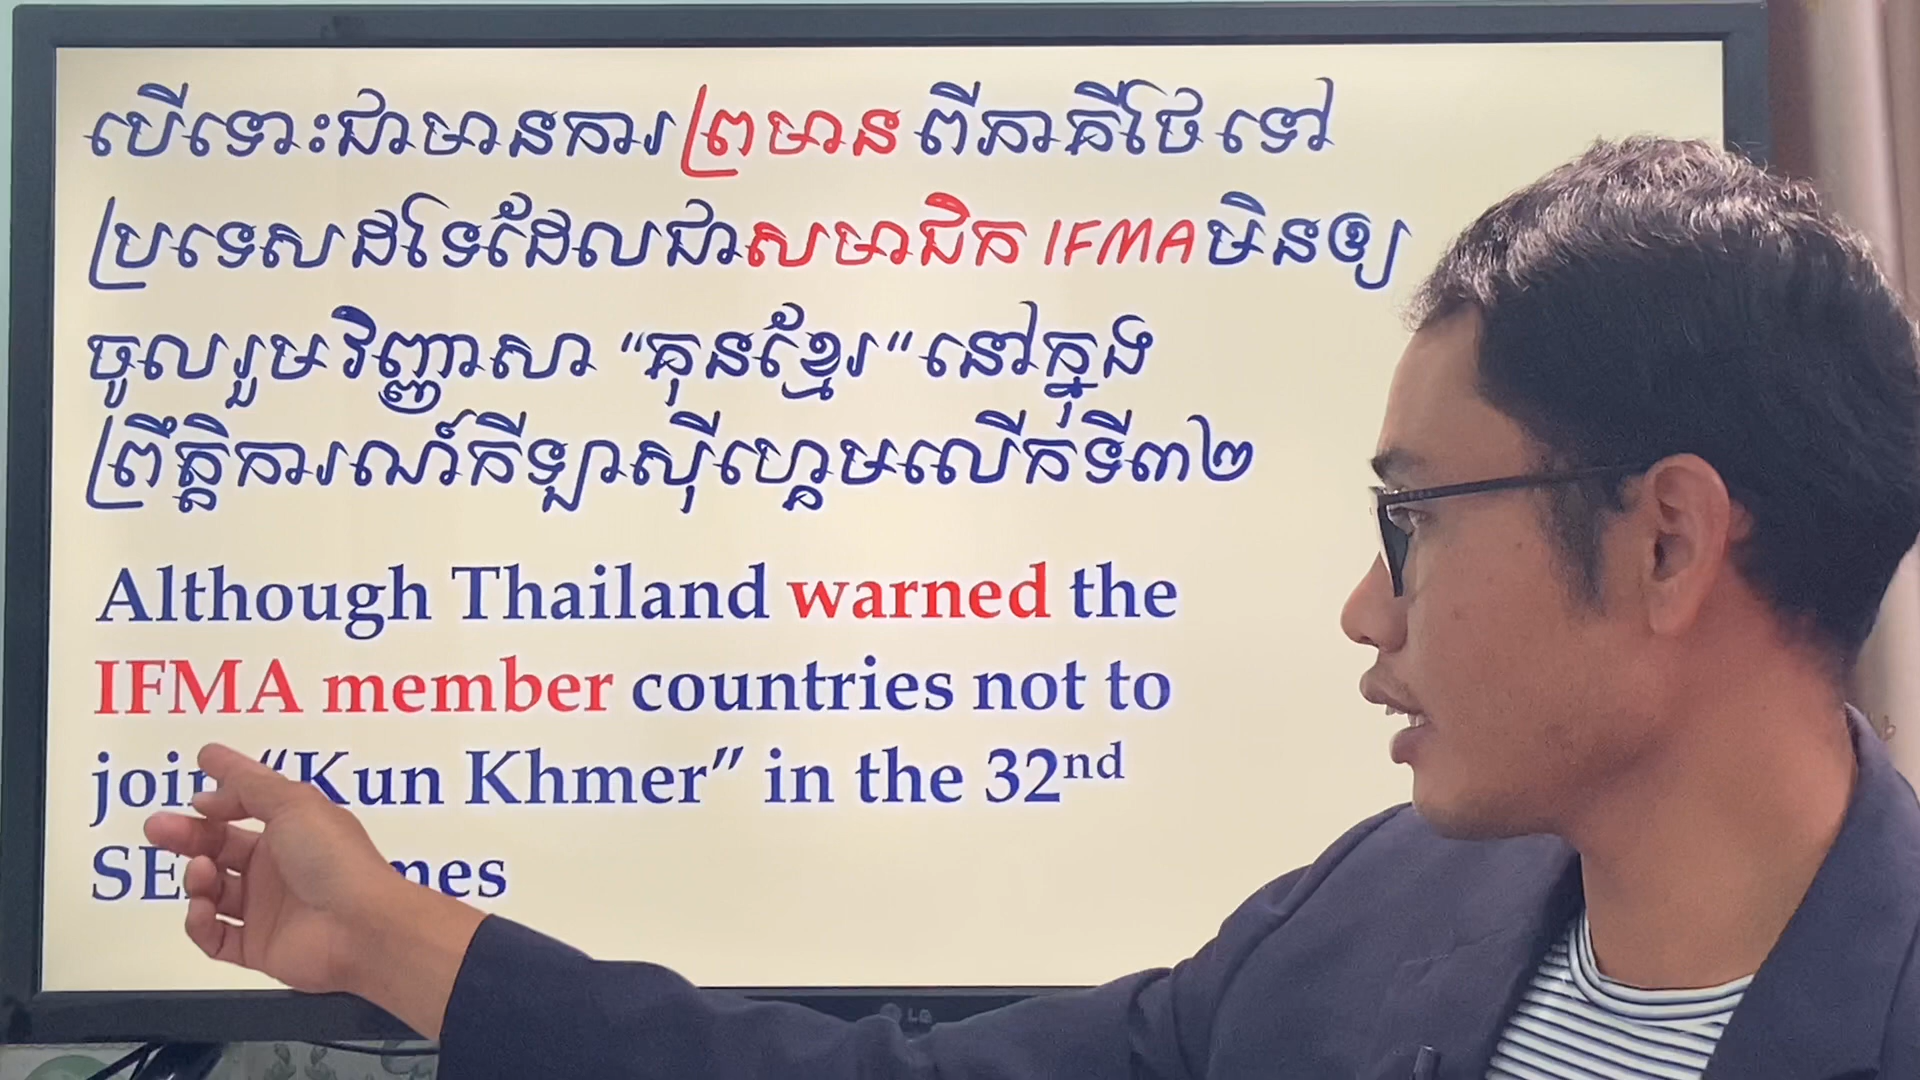 បើទោះជាមានការព្រមាន ពីភាគីថៃ ទៅ
ប្រទេសដទៃដែលជាសមាជិក IFMA មិនឲ្យ
ចូលរួមវិញ្ញាសា "គុនខ្មែរ" នៅក្នុង
ព្រឹត្តិការណ៍កីឡាស៊ីហ្គេមលើកទី៣២
Although Thailand warned the
IFMA member countries not to
join “Kun Khmer” in the 32nd
LG